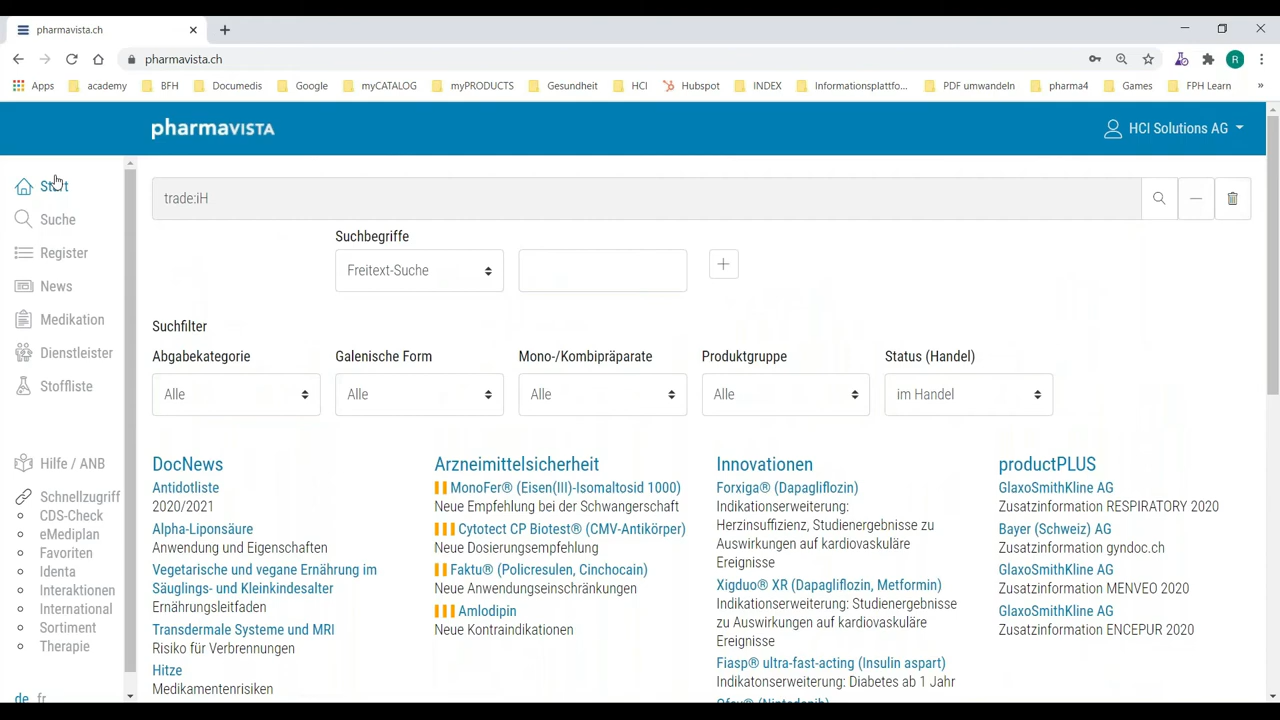 pharmavista.ch
pharmavista.ch
Apps academy BFH Documedis Google myCATALOG myPRODUCTS Gesundheit HCI Hubspot INDEX Informationsplattfo... PDF umwandeln pharma4 Games FPH Learn »
R
pharmaVISTA
HCI Solutions AG
Start
Suche
Register
News
Medikation
Dienstleister
Stoffliste
Hilfe / ANB
Schnellzugriff
CDS-Check
eMediplan
Favoriten
Identa
Interaktionen
International
Sortiment
Therapie
de fr
trade:iH
Suchbegriffe
Freitext-Suche
Suchfilter
Abgabekategorie Galenische Form Mono-/Kombipräparate Produktgruppe Status (Handel)
Alle Alle Alle Alle im Handel
DocNews
Antidotliste
2020/2021
Alpha-Liponsäure
Anwendung und Eigenschaften
Vegetarische und vegane Ernährung im
Säuglings- und Kleinkindesalter
Ernährungsleitfaden
Transdermale Systeme und MRI
Risiko für Verbrennungen
Hitze
Medikamentenrisiken
Arzneimittelsicherheit
MonoFer® (Eisen(III)-Isomaltosid 1000)
Neue Empfehlung bei der Schwangerschaft
Cytotect CP Biotest® (CMV-Antikörper)
Neue Dosierungsempfehlung
Faktu® (Policresulen, Cinchocain)
Neue Anwendungseinschränkungen
Amlodipin
Neue Kontraindikationen
Innovationen
Forxiga® (Dapagliflozin)
Indikationserweiterung:
Herzinsuffizienz, Studienergebnisse zu
Auswirkungen auf kardiovaskuläre
Ereignisse
Xigduo® XR (Dapagliflozin, Metformin)
Indikationserweiterung: Studienergebnisse
zu Auswirkungen auf kardiovaskuläre
Ereignisse
Fiasp® ultra-fast-acting (Insulin aspart)
Indikatonserweiterung: Diabetes ab 1 Jahr
Ofev® (Nintedanib)
productPLUS
GlaxoSmithKline AG
Zusatzinformation RESPIRATORY 2020
Bayer (Schweiz) AG
Zusatzinformation gyndoc.ch
GlaxoSmithKline AG
Zusatzinformation MENVEO 2020
GlaxoSmithKline AG
Zusatzinformation ENCEPUR 2020